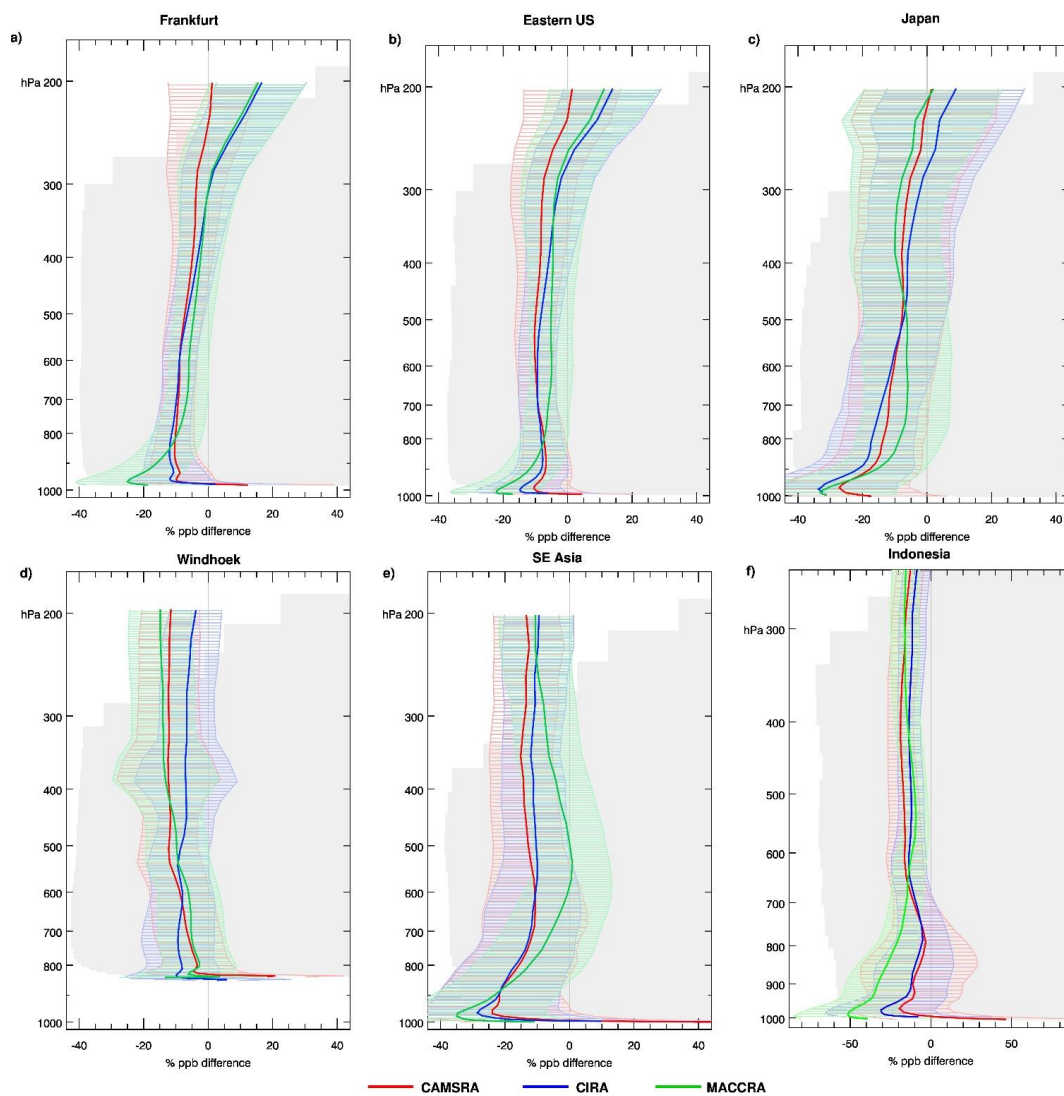 Frankfurt
Eastern US
Japan
a)
b)
c)
-40 -20 0 20 40
-40 -20 0 20 40
-40 -20 0 20 40
hPa 200
300
400
500
600
700
800
1000
% ppb difference
hPa 200
300
400
500
600
700
800
1000
% ppb difference
200
300
400
500
600
700
800
1000
% ppb difference
Windhoek
SE Asia
Indonesia
d)
e)
f)
hPa 200
300
400
500
600
700
800
1000
-40 -20 0 20 40
% ppb difference
hPa 200
300
400
500
600
700
800
1000
-40 -20 0 20 40
% ppb difference
hPa 300
400
500
600
700
800
900
1000
-50 0 50
% ppb difference
CAMSRA CIRA MACCRA